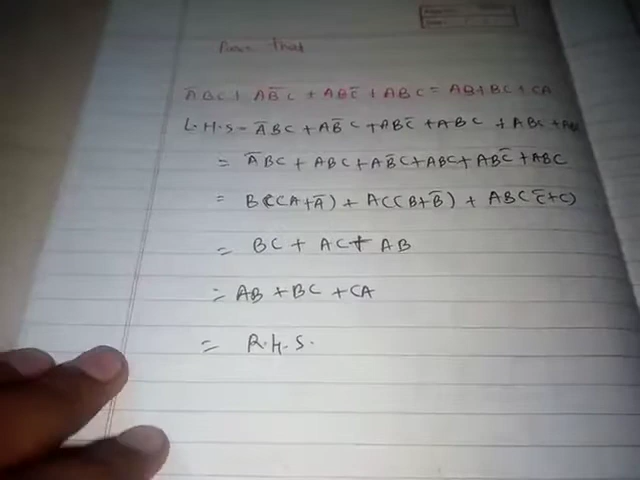 Prove that
A̅BC + AB̅C + ABC̅ + ABC = AB+BC+CA
L.H.S = A̅BC + AB̅C + ABC̅ + ABC + ABC + AB
= A̅BC + ABC + AB̅C + ABC + ABC̅ + ABC
= BC(A+A̅) + AC(B+B̅) + AB(C̅+C)
= BC + AC + AB
= AB + BC + CA
= R.H.S.